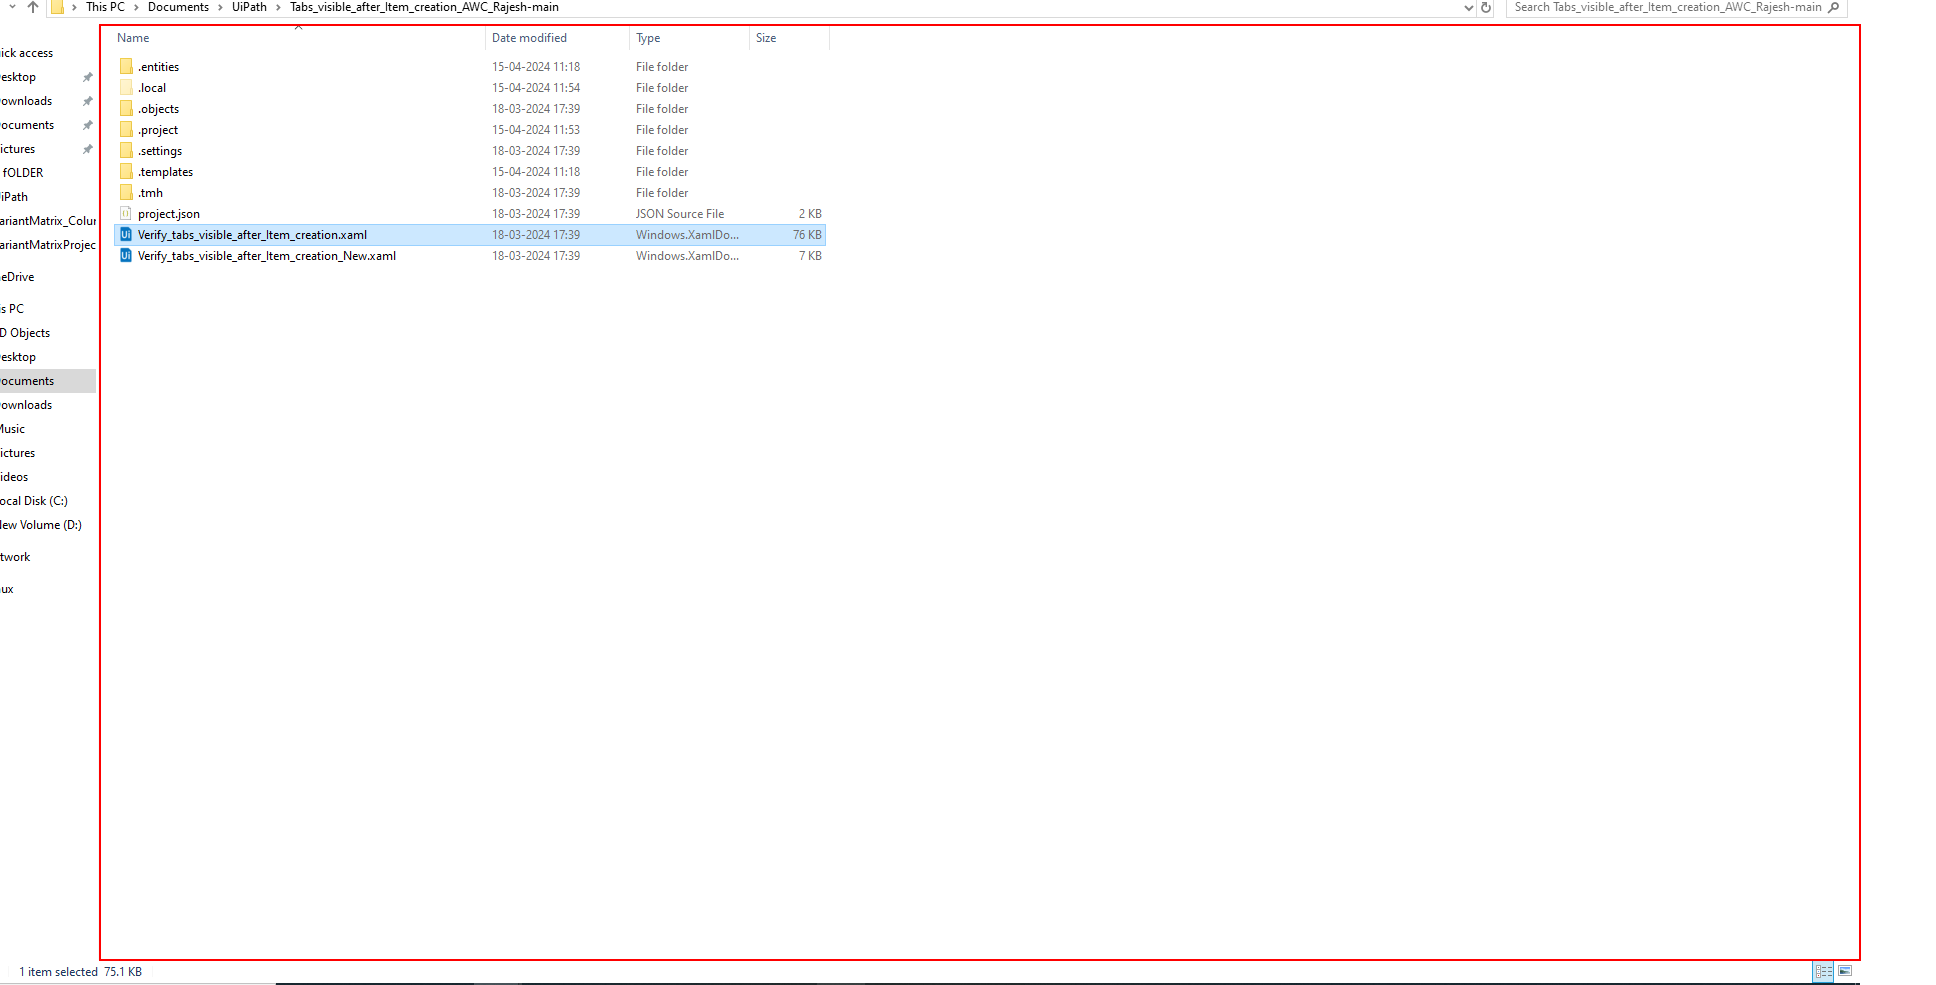 This PC > Documents > UiPath > Tabs_visible_after_Item_creation_AWC_Rajesh-main
Search Tabs_visible_after_Item_creation_AWC_Rajesh-main
Name Date modified Type Size
ick access
esktop
ownloads
ocuments
ictures
fOLDER
iPath
ariantMatrix_Colur
ariantMatrixProjec
eDrive
is PC
D Objects
esktop
ocuments
ownloads
Music
ictures
ideos
ocal Disk (C:)
lew Volume (D:)
twork
ux
.entities 15-04-2024 11:18 File folder
.local 15-04-2024 11:54 File folder
.objects 18-03-2024 17:39 File folder
.project 15-04-2024 11:53 File folder
.settings 18-03-2024 17:39 File folder
.templates 15-04-2024 11:18 File folder
.tmh 18-03-2024 17:39 File folder
project.json 18-03-2024 17:39 JSON Source File 2 KB
Ui Verify_tabs_visible_after_Item_creation.xaml 18-03-2024 17:39 Windows.XamlDo... 76 KB
Ui Verify_tabs_visible_after_Item_creation_New.xaml 18-03-2024 17:39 Windows.XamlDo... 7 KB
1 item selected 75.1 KB